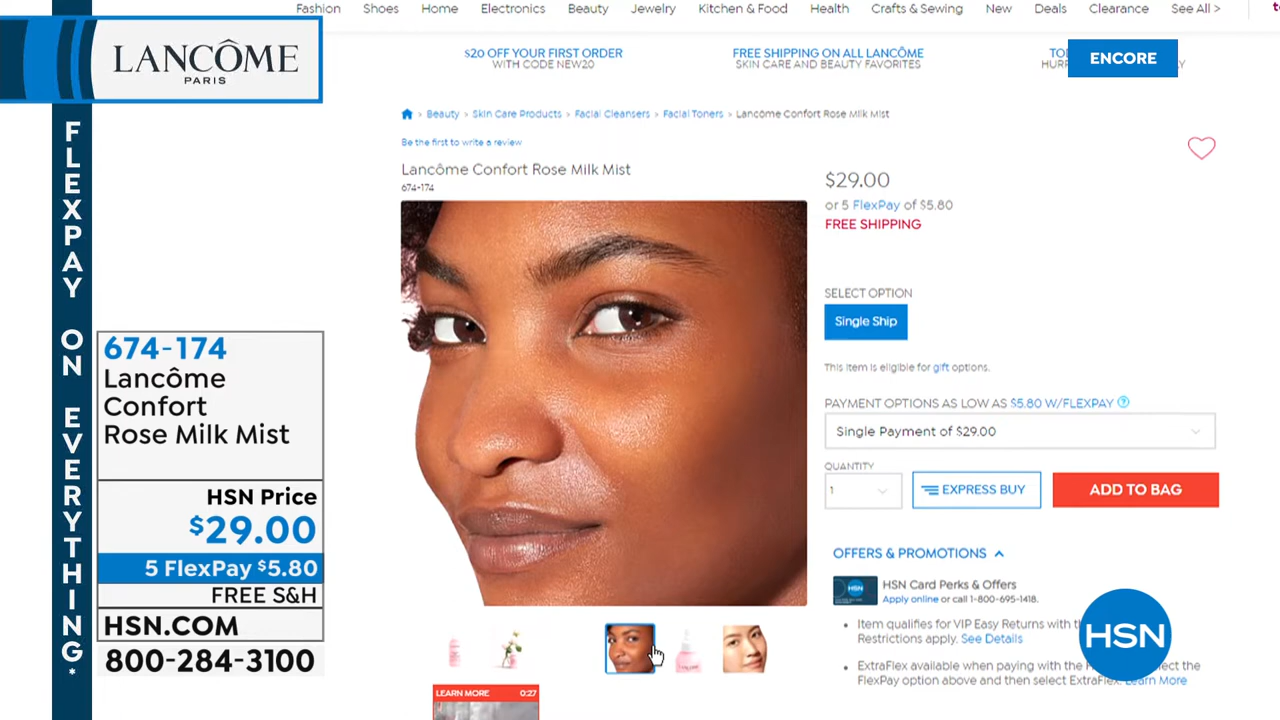 Fashion Shoes Home Electronics Beauty Jewelry Kitchen & Food Health Crafts & Sewing New Deals Clearance See All >
LANCÔME
PARIS
$20 OFF YOUR FIRST ORDER
WITH CODE NEW20
FREE SHIPPING ON ALL LANCÔME
SKIN CARE AND BEAUTY FAVORITES
ENCORE
Beauty > Skin Care Products > Facial Cleansers > Facial Toners > Lancôme Confort Rose Milk Mist
Be the first to write a review
Lancôme Confort Rose Milk Mist
674-174
$29.00
or 5 FlexPay of $5.80
FREE SHIPPING
SELECT OPTION
Single Ship
This item is eligible for gift options.
PAYMENT OPTIONS AS LOW AS $5.80 W/FLEXPAY ?
Single Payment of $29.00
QUANTITY
1
EXPRESS BUY
ADD TO BAG
OFFERS & PROMOTIONS
HSN
HSN Card Perks & Offers
Apply online or call 1-800-695-1418.
Item qualifies for VIP Easy Returns with
Restrictions apply. See Details
ExtraFlex available when paying with the
FlexPay option above and then select ExtraFlex. Learn More
HSN
LEARN MORE 0:27
FLEXPAY ON EVERYTHING.*
674-174
Lancôme
Confort
Rose Milk Mist
HSN Price
$29.00
5 FlexPay $5.80
FREE S&H
HSN.COM
800-284-3100